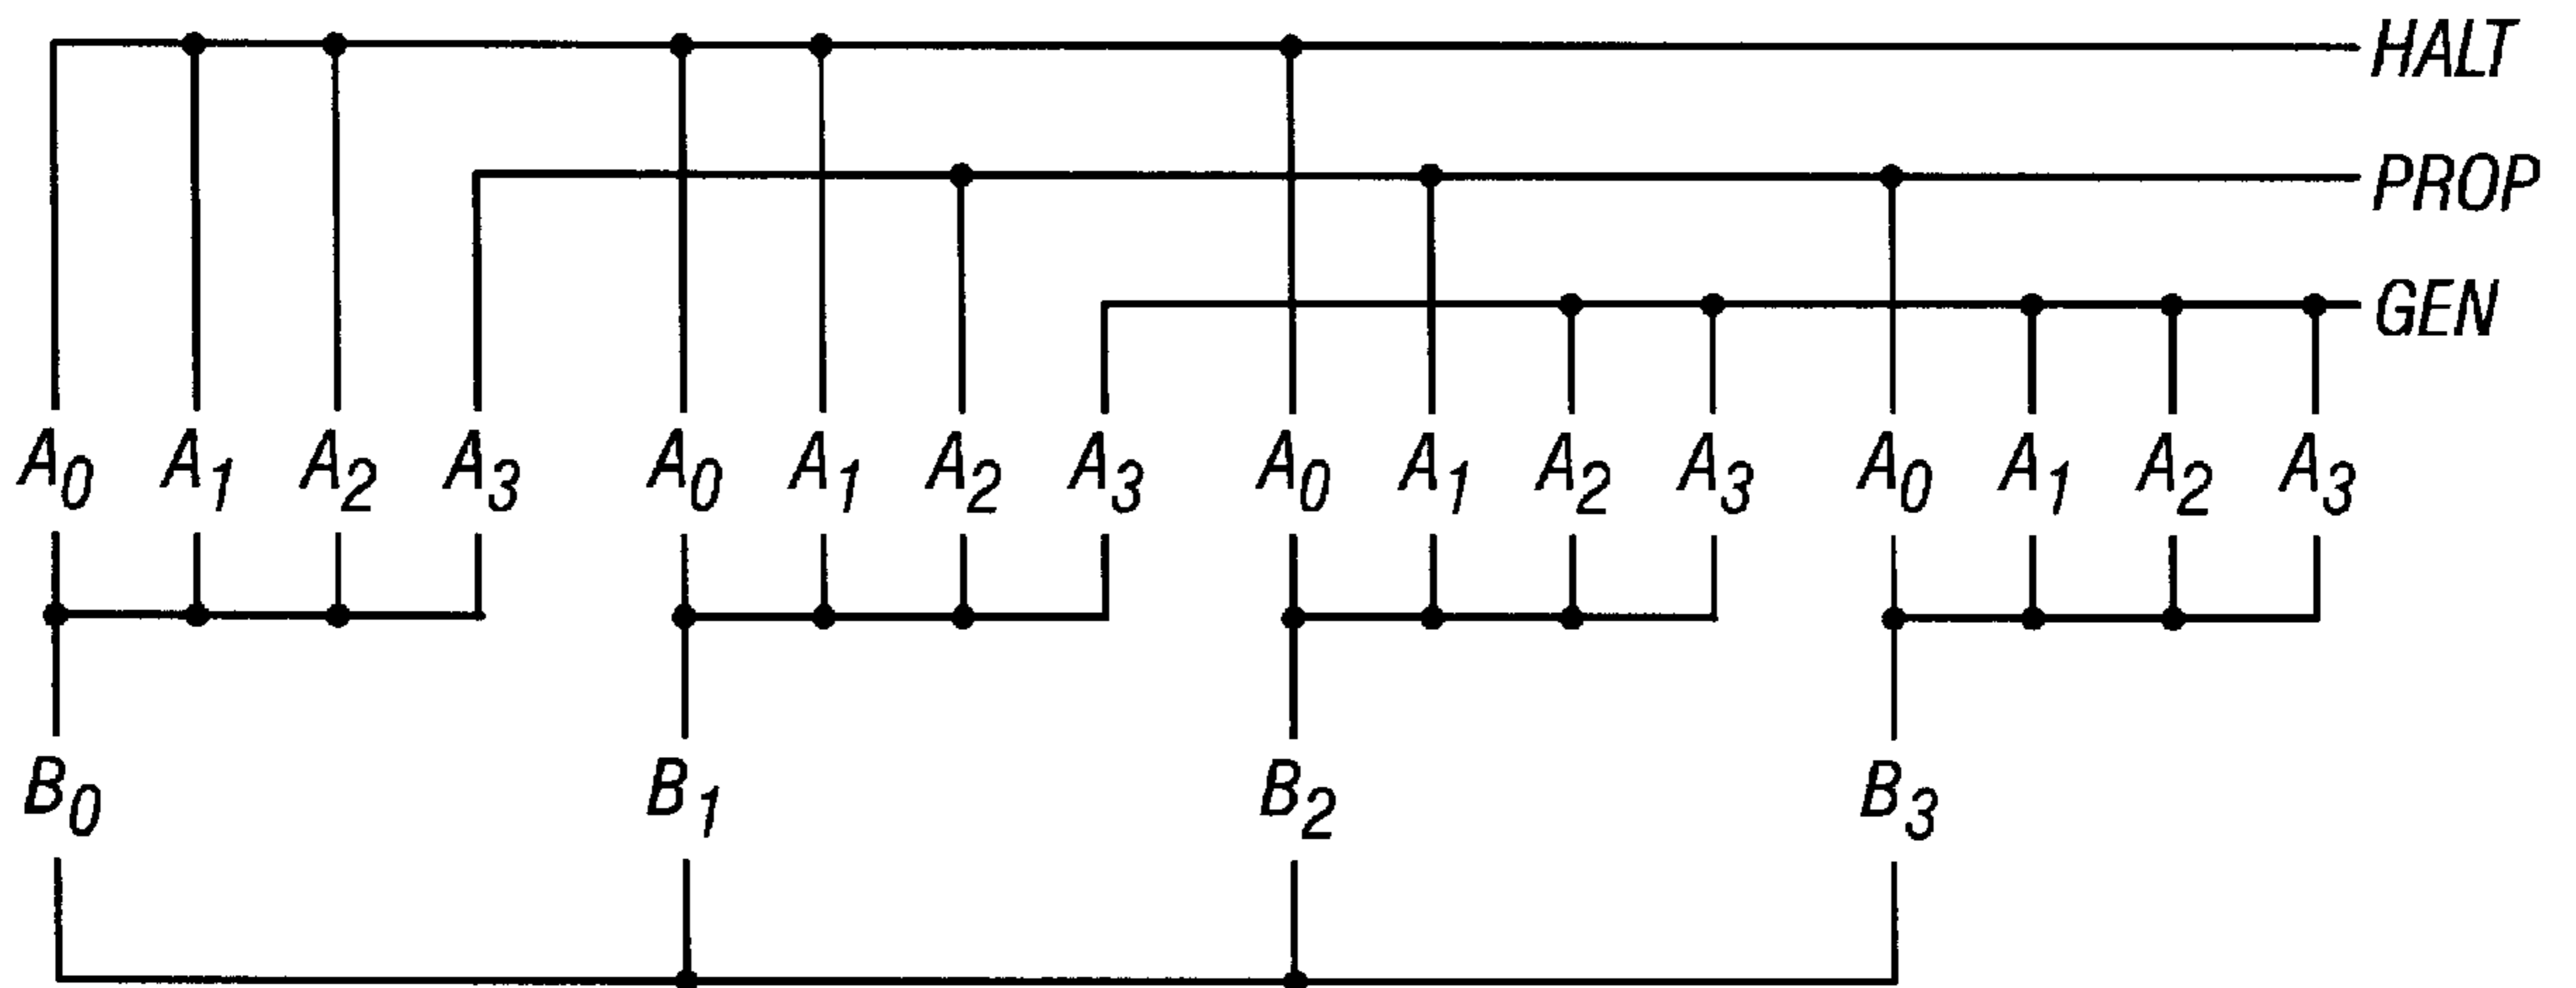 HALT
PROP
GEN
A0 A1 A2 A3 A0 A1 A2 A3 A0 A1 A2 A3 A0 A1 A2 A3
B0 B1 B2 B3